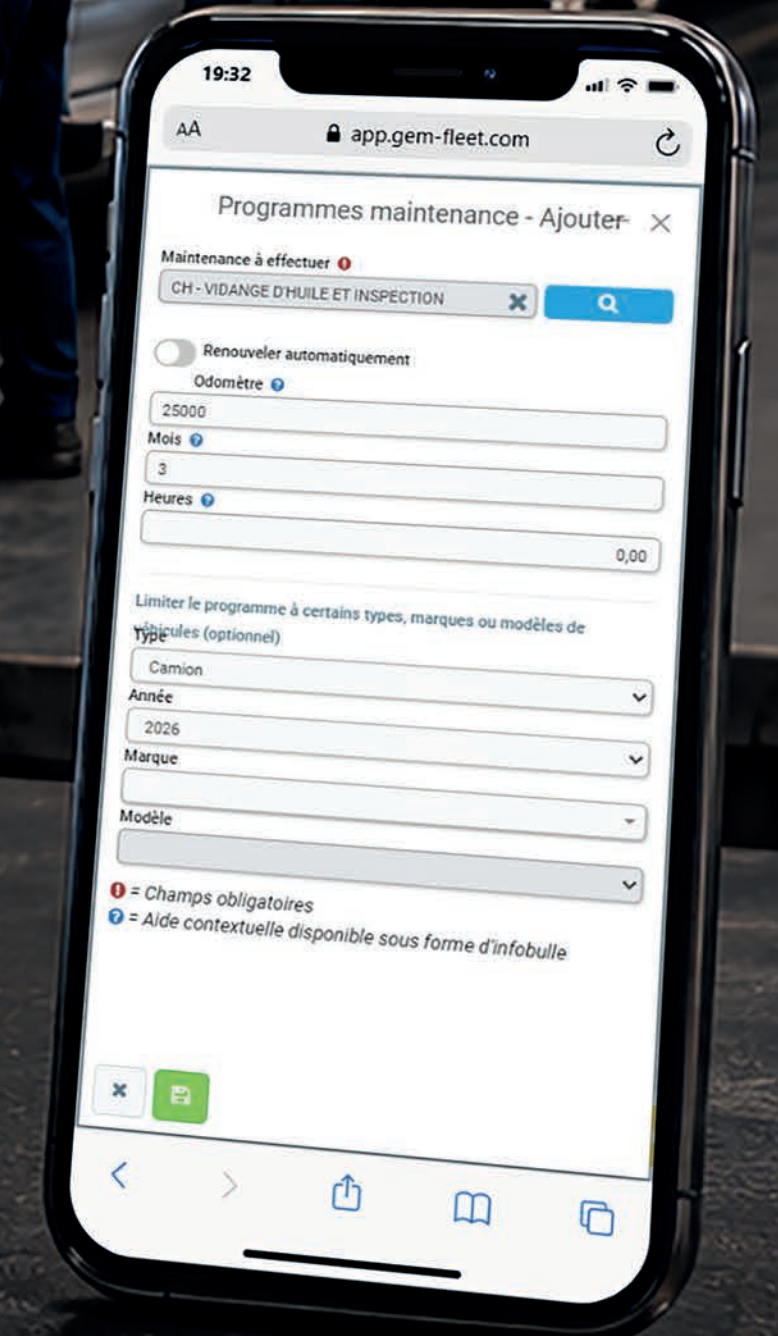 19:32
AA
app.gem-fleet.com
Programmes maintenance - Ajouter
Maintenance à effectuer
CH - VIDANGE D'HUILE ET INSPECTION
Renouveler automatiquement
Odomètre
25000
Mois
3
Heures
0,00
Limiter le programme à certains types, marques ou modèles de
véhicules (optionnel)
Type
Camion
Année
2026
Marque
Modèle
= Champs obligatoires
= Aide contextuelle disponible sous forme d'infobulle